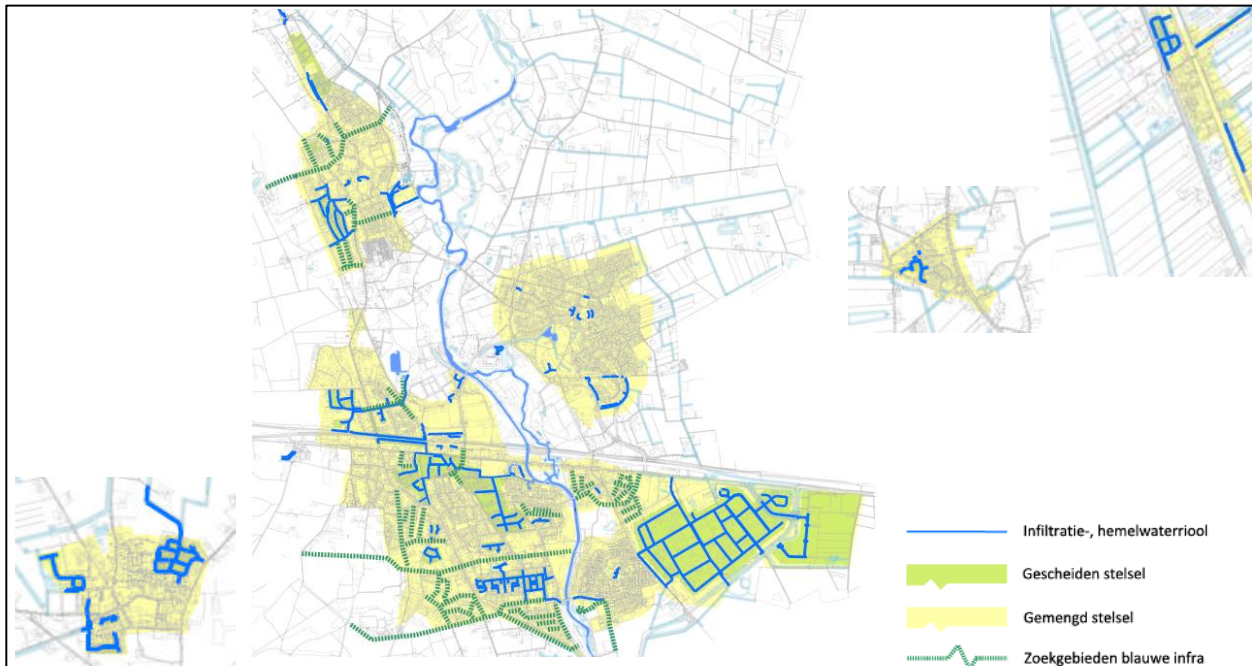 Infiltratie-, hemelwaterriool
Gescheiden stelsel
Gemengd stelsel
Zoekgebieden blauwe infra